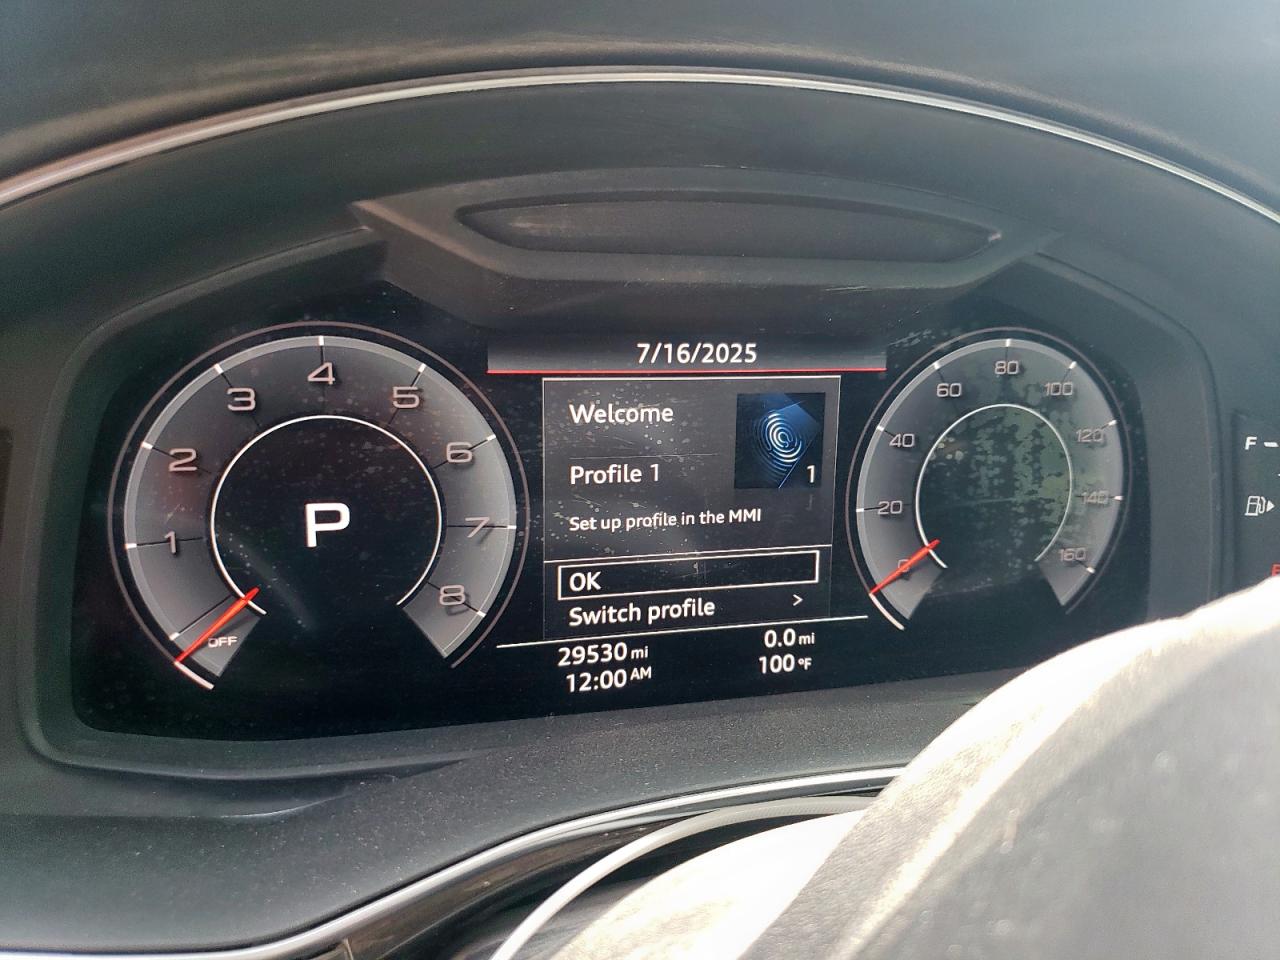 7/16/2025
Welcome
Profile 1
1
Set up profile in the MMI
OK
Switch profile >
29530 mi
0.0 mi
12:00 AM
100 °F
P
OFF
1
2
3
4
5
6
7
8
0
20
40
60
80
100
120
140
160
F